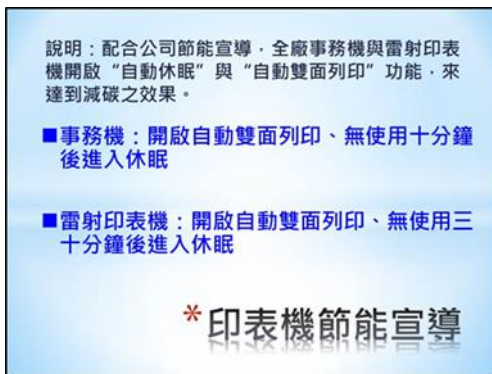 說明：配合公司節能宣導，全廠事務機與雷射印表
機開啟“自動休眠”與“自動雙面列印”功能，來
達到減碳之效果。
■事務機：開啟自動雙面列印、無使用十分鐘
後進入休眠
■雷射印表機：開啟自動雙面列印、無使用三
十分鐘後進入休眠
*印表機節能宣導